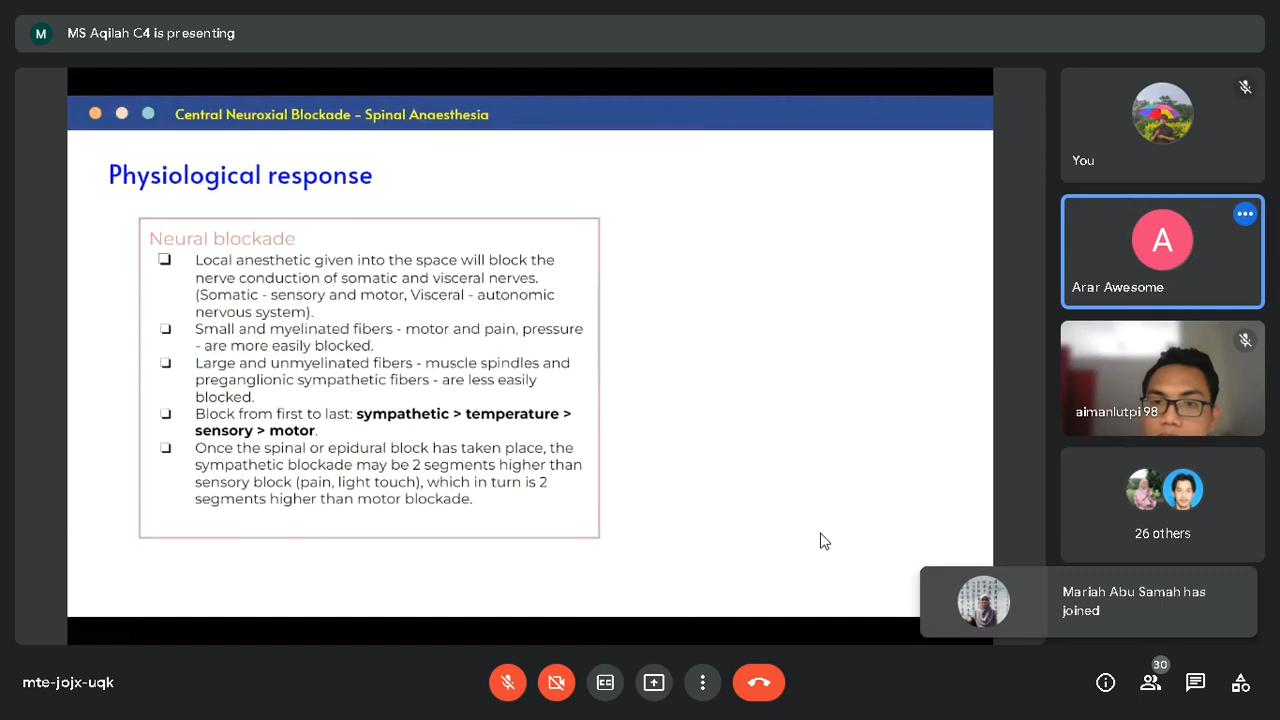 M
MS Aqilah C4 is presenting
Central Neuroxial Blockade - Spinal Anaesthesia
Physiological response
Neural blockade
Local anesthetic given into the space will block the
nerve conduction of somatic and visceral nerves.
(Somatic - sensory and motor, Visceral - autonomic
nervous system).
Small and myelinated fibers - motor and pain, pressure
- are more easily blocked.
Large and unmyelinated fibers - muscle spindles and
preganglionic sympathetic fibers - are less easily
blocked.
Block from first to last: sympathetic > temperature >
sensory > motor.
Once the spinal or epidural block has taken place, the
sympathetic blockade may be 2 segments higher than
sensory block (pain, light touch), which in turn is 2
segments higher than motor blockade.
You
A
Arar Awesome
aimanlutpi 98
26 others
Mariah Abu Samah has
joined
mte-jojx-uqk
CC
30